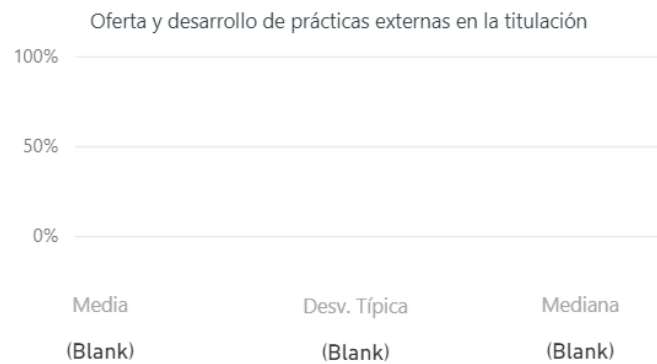 Oferta y desarrollo de prácticas externas en la titulación
100%
50%
0%
Media Desv. Típica Mediana
(Blank) (Blank) (Blank)